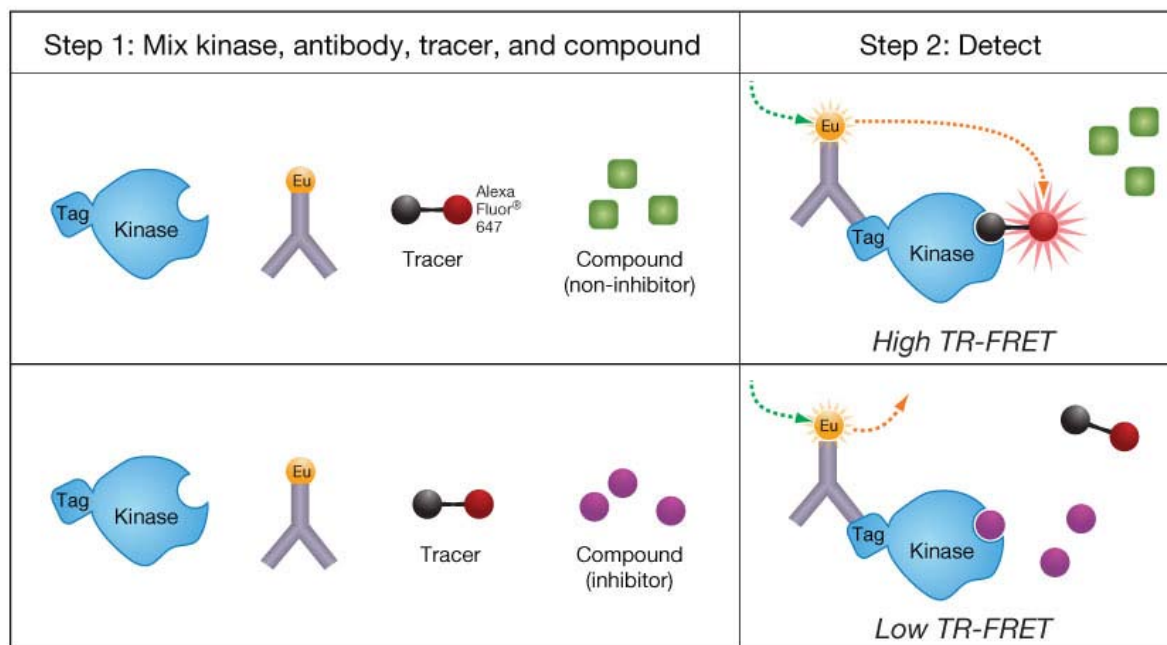 Step 1: Mix kinase, antibody, tracer, and compound
Step 2: Detect
Tag
Kinase
Eu
Alexa
Fluor®
647
Tracer
Compound
(non-inhibitor)
Eu
Tag
Kinase
High TR-FRET
Tag
Kinase
Eu
Tracer
Compound
(inhibitor)
Eu
Tag
Kinase
Low TR-FRET